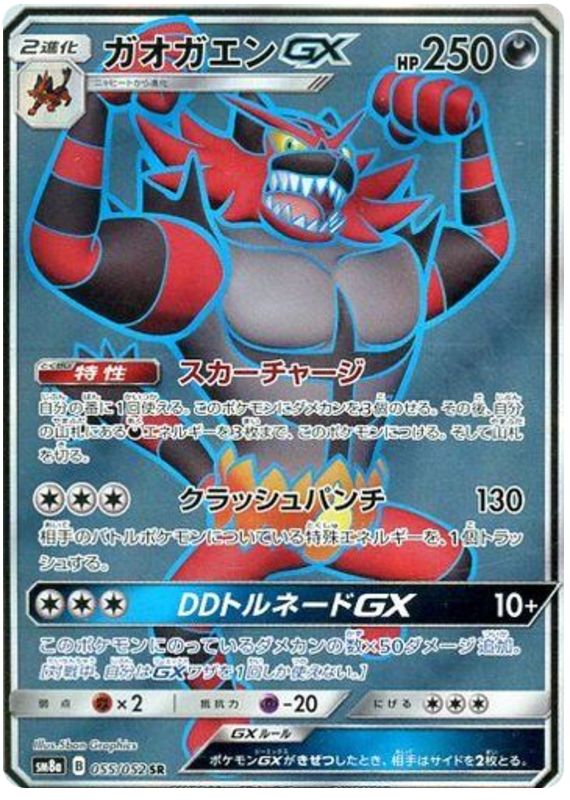 2進化 ガオガエンGX HP250
ニャヒートから進化
とくせい 特性 スカーチャージ
自分の番に1回使える。このポケモンにダメカンを3個のせる。その後、自分
の山札にあるエネルギーを3枚まで、このポケモンにつける。そして山札
を切る。
クラッシュパンチ 130
相手のバトルポケモンについている特殊エネルギーを、1個トラッ
シュする。
DDトルネードGX 10+
このポケモンにのっているダメカンの数×50ダメージ追加。
[対戦中、自分はGXワザを1回しか使えない。]
弱点 ×2 抵抗力 -20 にげる
Illus.5ban Graphics
GXルール
SM8a B 055/052 SR
ポケモンGXがきぜつしたとき、相手はサイドを2枚とる。